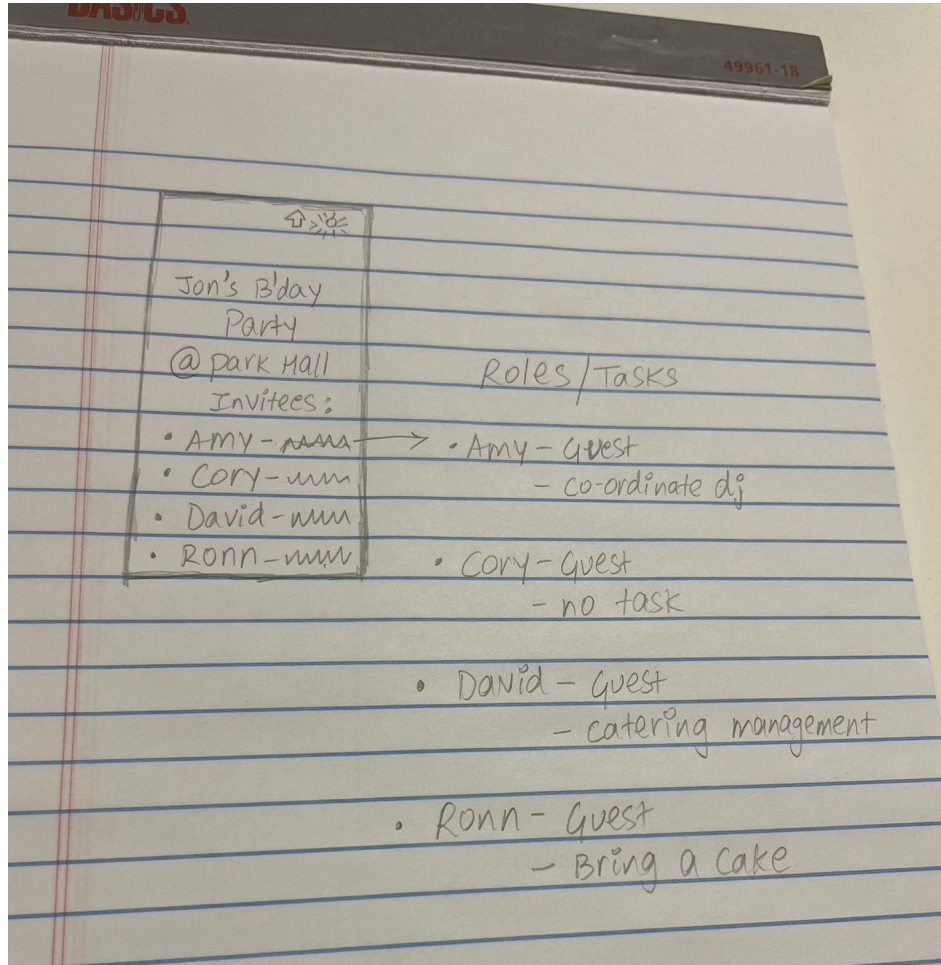 BASICS
49961-18
Jon's B'day
Party
@ Park Hall
Invitees:
• Amy -
• Cory -
• David -
• Ronn -
Roles/Tasks
• Amy - Guest
- co-ordinate dj
• Cory - Guest
- no task
• David - Guest
- catering management
• Ronn - Guest
- Bring a cake